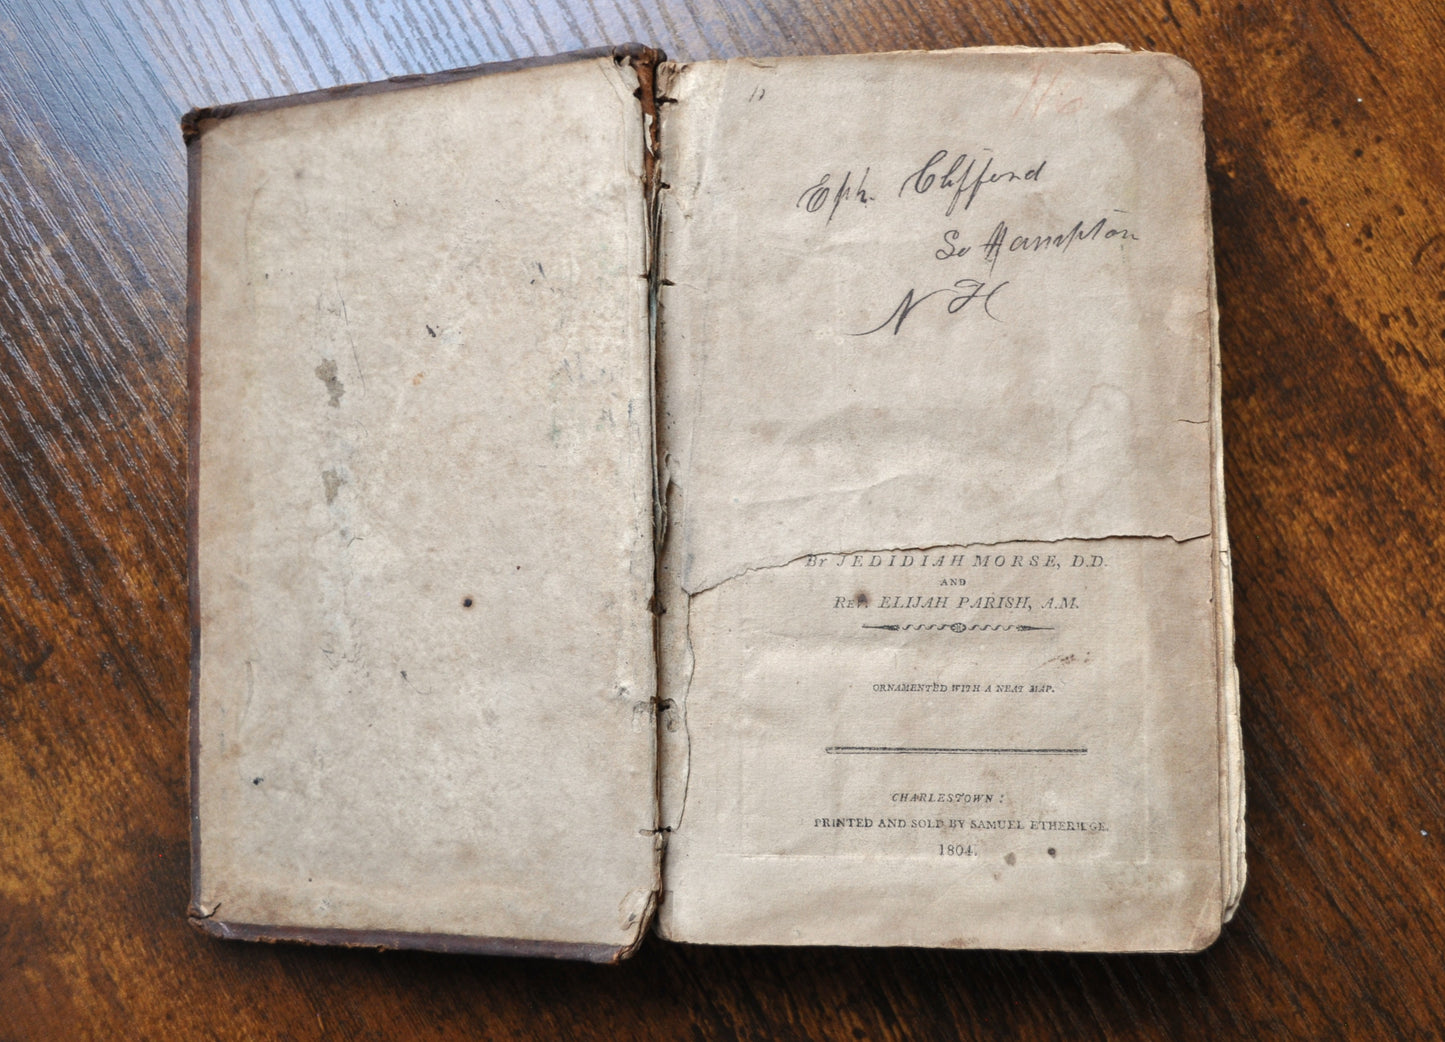 Eph. Clifford
So Hampton
N H
By JEDIDIAH MORSE, D.D.
AND
Rev. ELIJAH PARISH, A.M.
ORNAMENTED WITH A NEAT MAP.
CHARLESTOWN:
PRINTED AND SOLD BY SAMUEL ETHERIDGE.
1804.